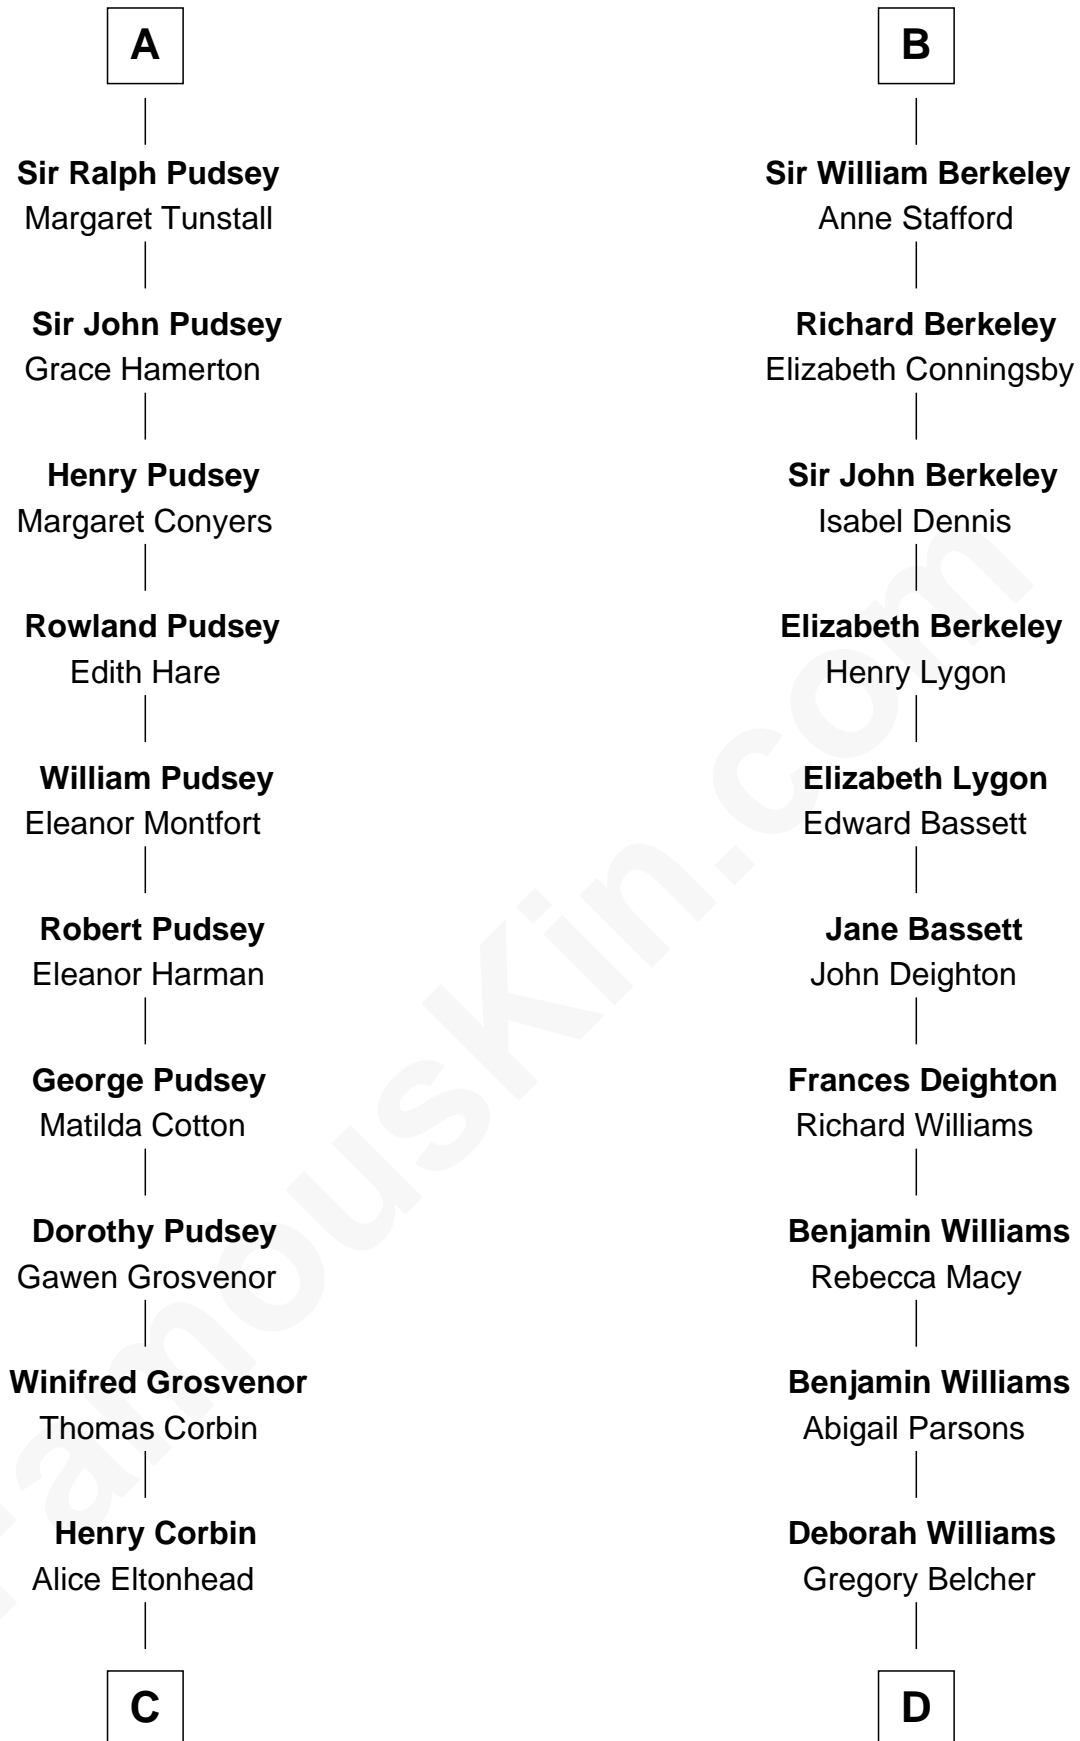 A
Sir Ralph Pudsey
Margaret Tunstall
Sir John Pudsey
Grace Hamerton
Henry Pudsey
Margaret Conyers
Rowland Pudsey
Edith Hare
William Pudsey
Eleanor Montfort
Robert Pudsey
Eleanor Harman
George Pudsey
Matilda Cotton
Dorothy Pudsey
Gawen Grosvenor
Winifred Grosvenor
Thomas Corbin
Henry Corbin
Alice Eltonhead
C
B
Sir William Berkeley
Anne Stafford
Richard Berkeley
Elizabeth Conningsby
Sir John Berkeley
Isabel Dennis
Elizabeth Berkeley
Henry Lygon
Elizabeth Lygon
Edward Bassett
Jane Bassett
John Deighton
Frances Deighton
Richard Williams
Benjamin Williams
Rebecca Macy
Benjamin Williams
Abigail Parsons
Deborah Williams
Gregory Belcher
D
FamousKin.com